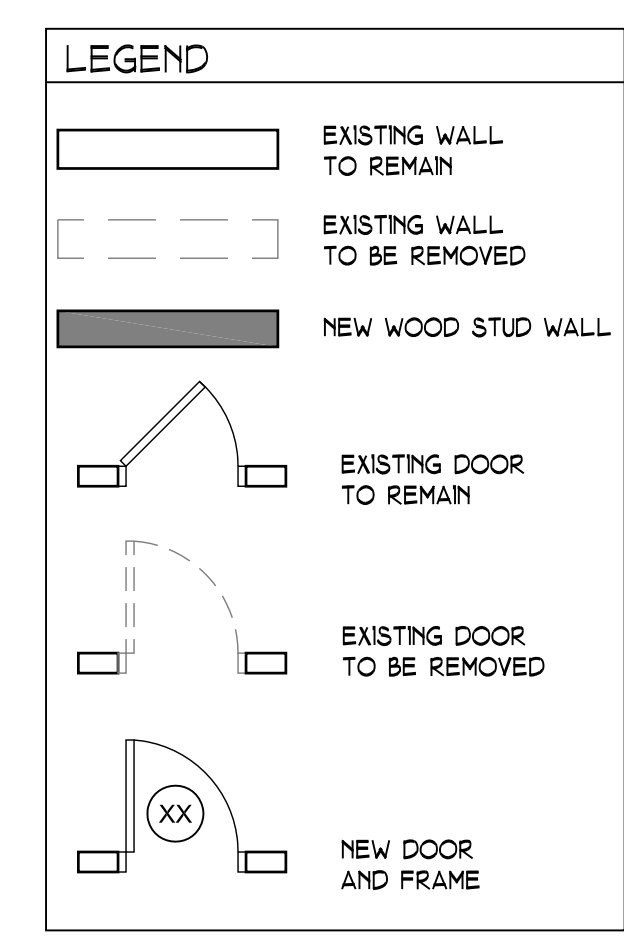 LEGEND
EXISTING WALL
TO REMAIN
EXISTING WALL
TO BE REMOVED
NEW WOOD STUD WALL
EXISTING DOOR
TO REMAIN
EXISTING DOOR
TO BE REMOVED
XX
NEW DOOR
AND FRAME